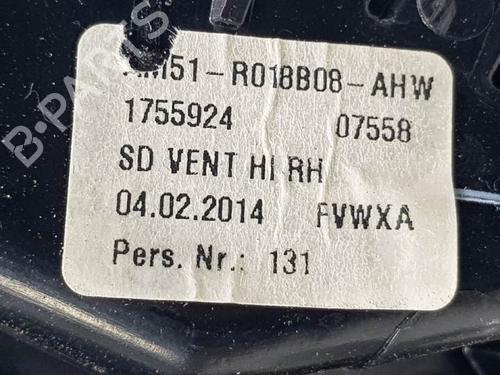 AM51-R018B08-AHW
1755924 07558
SD VENT HI RH
04.02.2014 FVWXA
Pers. Nr.: 131
B-PARTS